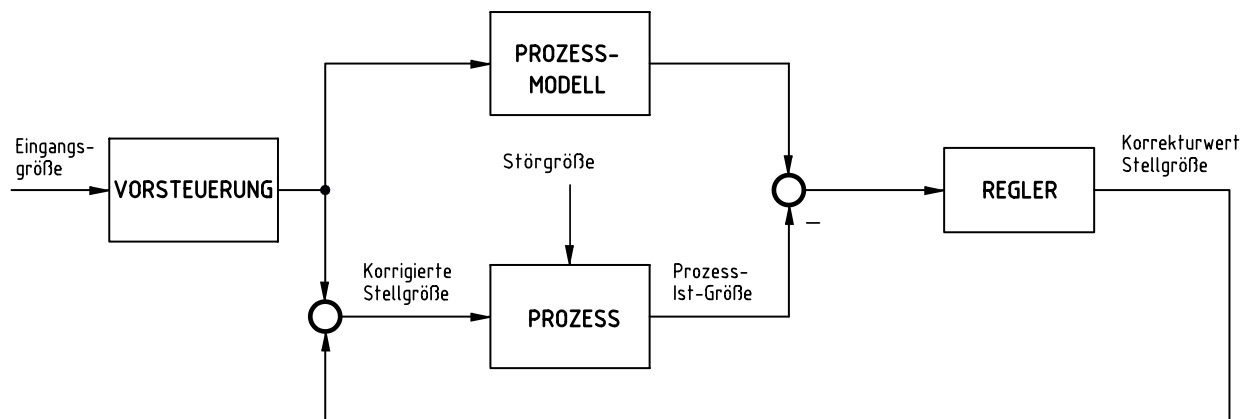 PROZESS-
MODELL
Eingangs-
größe
VORSTEUERUNG
Störgröße
Korrekturwert
Stellgröße
REGLER
–
Korrigierte
Stellgröße
PROZESS
Prozess-
Ist-Größe